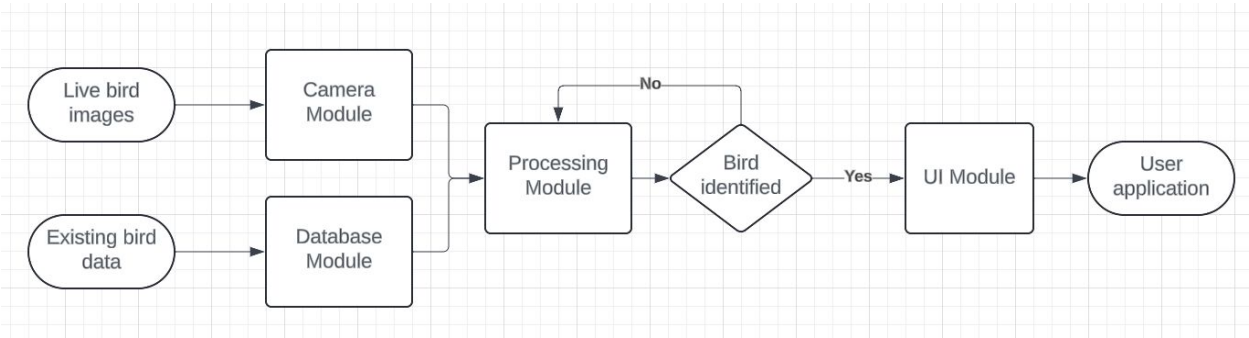 Live bird
images
Camera
Module
Existing bird
data
Database
Module
Processing
Module
No
Bird
identified
Yes
UI Module
User
application